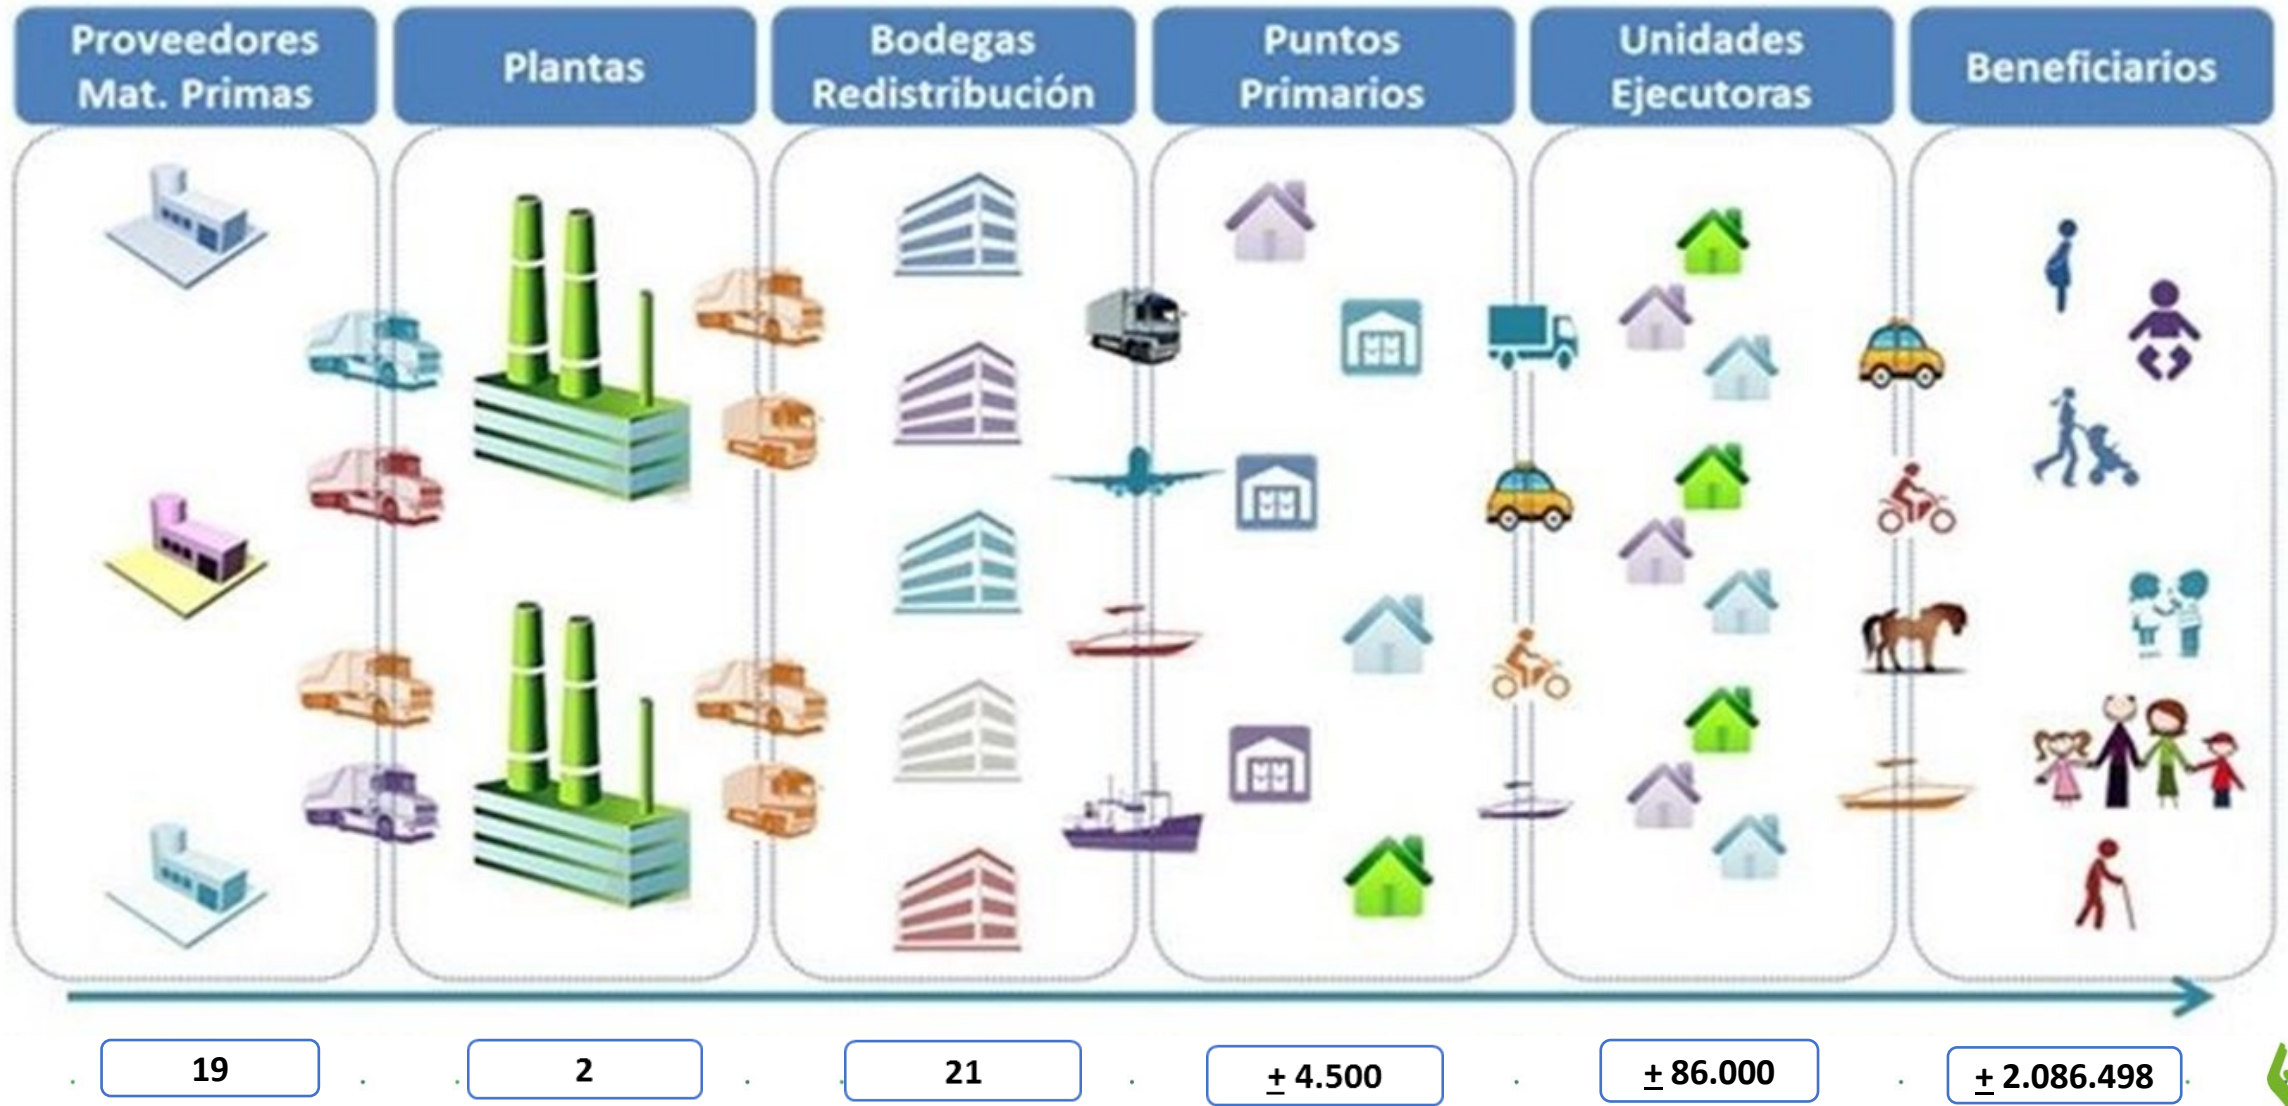 Proveedores
Mat. Primas
Plantas
Bodegas
Redistribución
Puntos
Primarios
Unidades
Ejecutoras
Beneficiarios
19
2
21
± 4.500
± 86.000
± 2.086.498